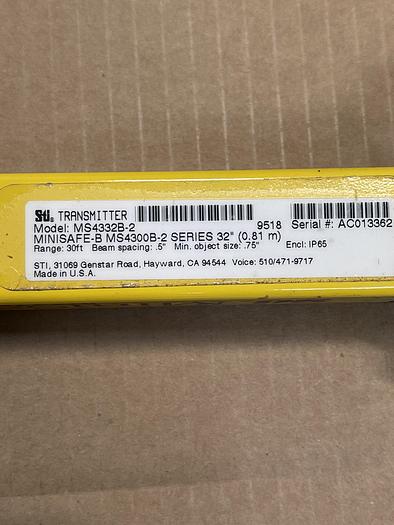 STI TRANSMITTER
Model: MS4332B-2 9518 Serial #: AC013362
MINISAFE-B MS4300B-2 SERIES 32" (0.81 m)
Range: 30ft Beam spacing: .5" Min. object size: .75" Encl: IP65
STI, 31069 Genstar Road, Hayward, CA 94544 Voice: 510/471-9717
Made in U.S.A.